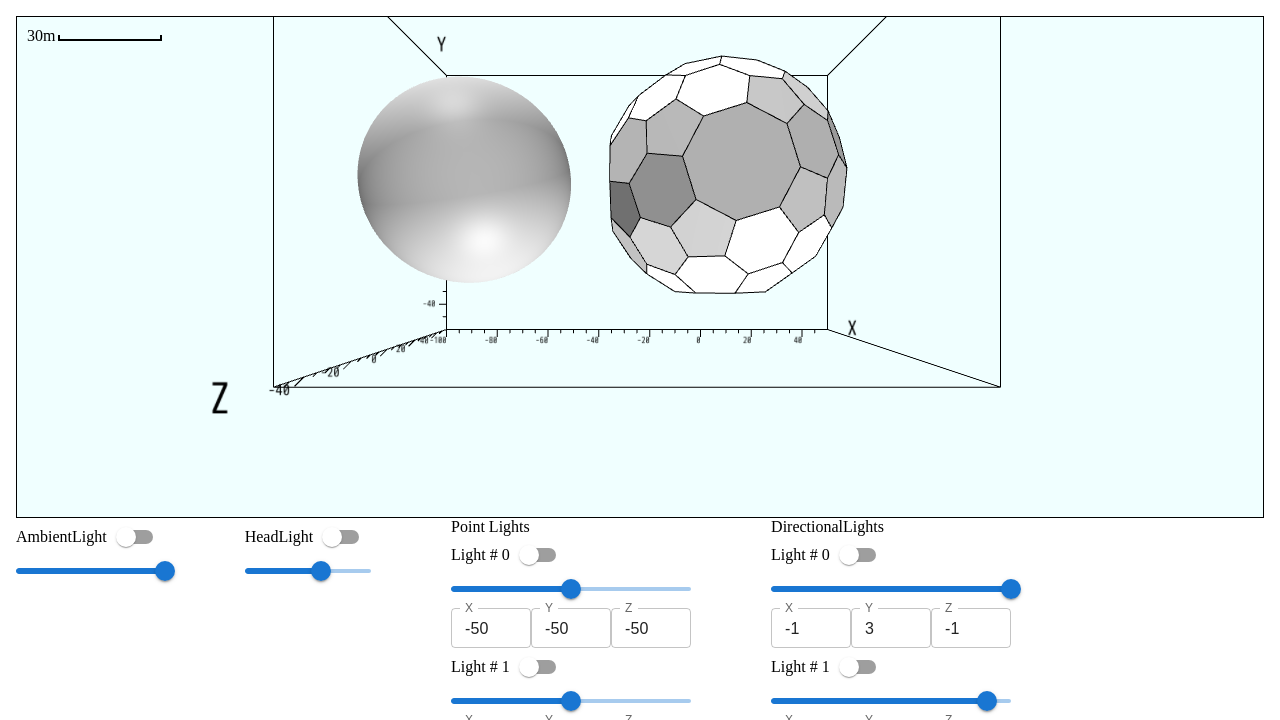 30m
Y
-40
X
-100 -80 -60 -40 -20 0 20 40
40
20
0
-20
-40
Z
AmbientLight
HeadLight
Point Lights
Light # 0
X Y Z
-50 -50 -50
Light # 1
X Y Z
DirectionalLights
Light # 0
X Y Z
-1 3 -1
Light # 1
X Y Z